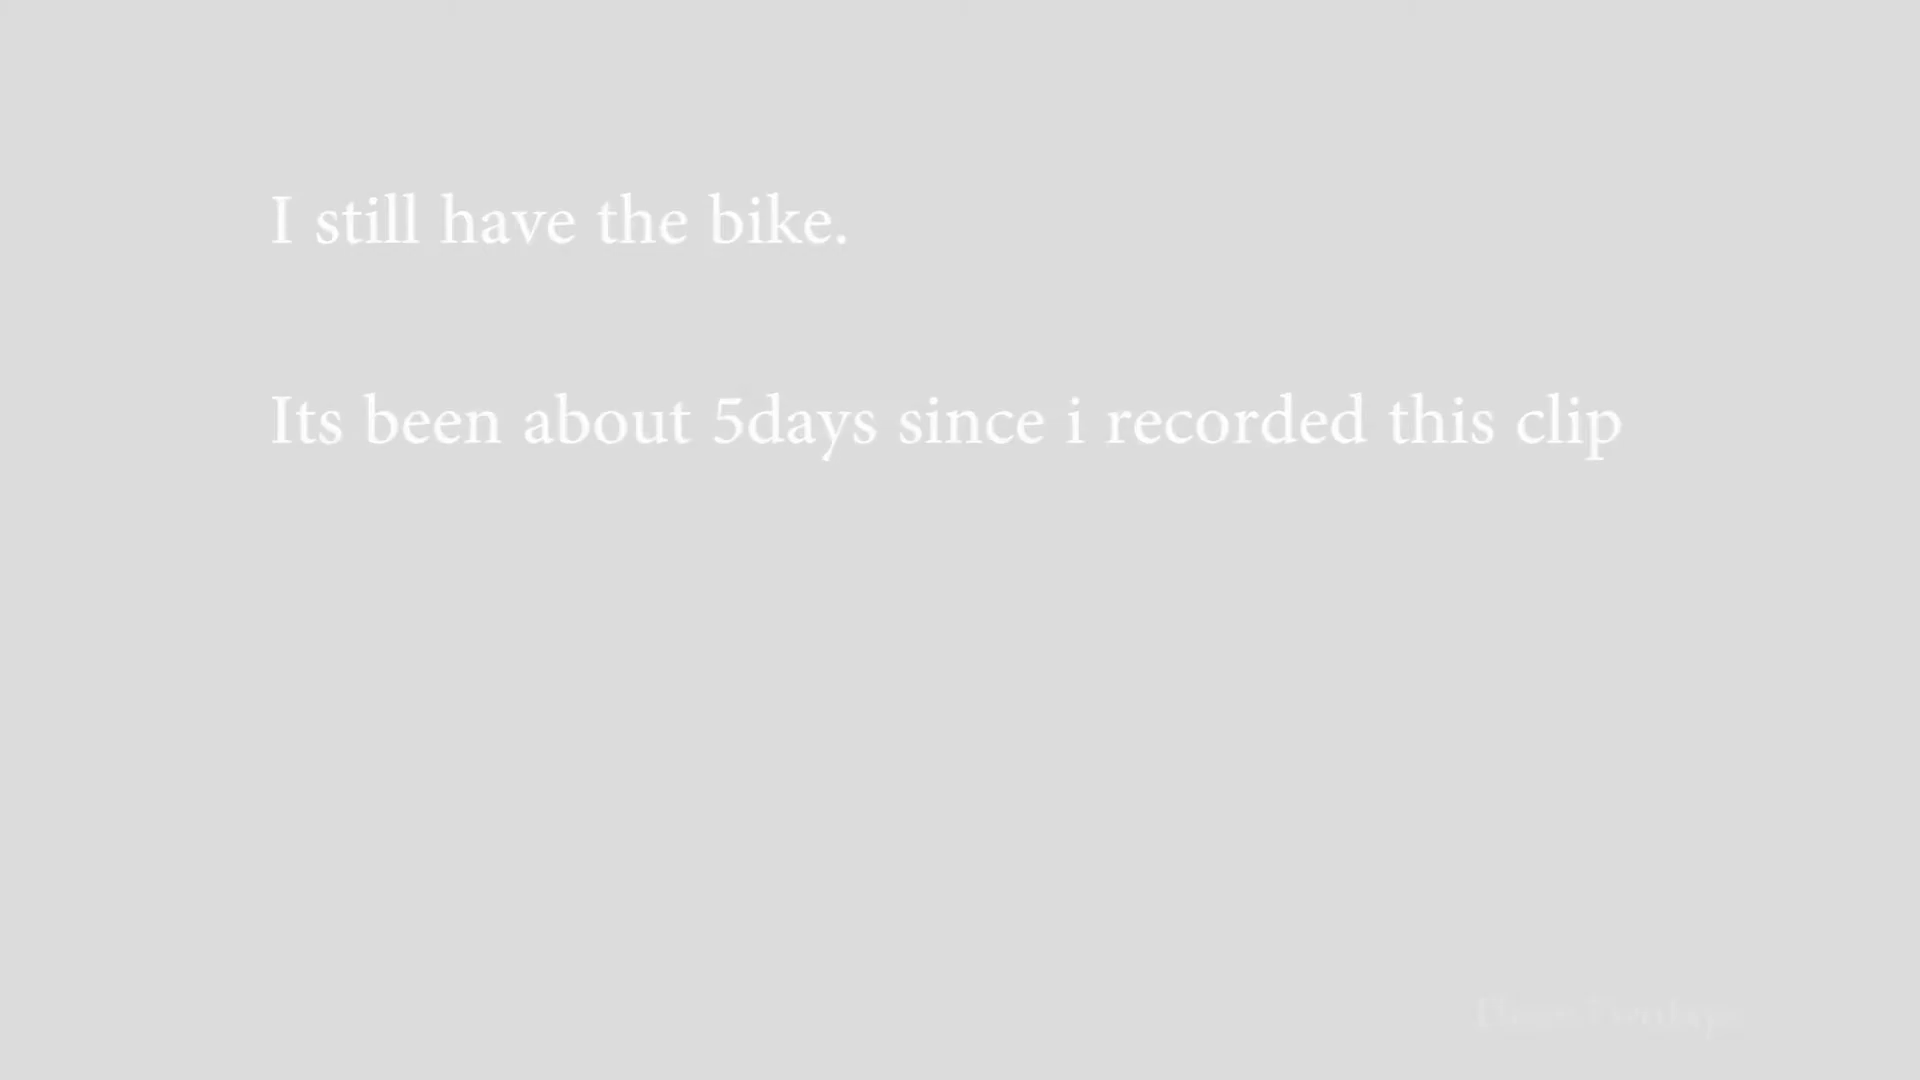 I still have the bike.
Its been about 5days since i recorded this clip